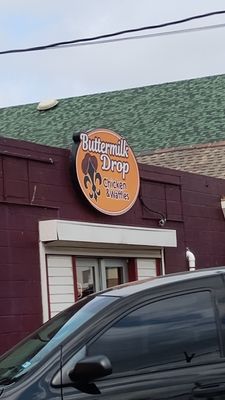 Buttermilk
Drop
Chicken
& Waffles